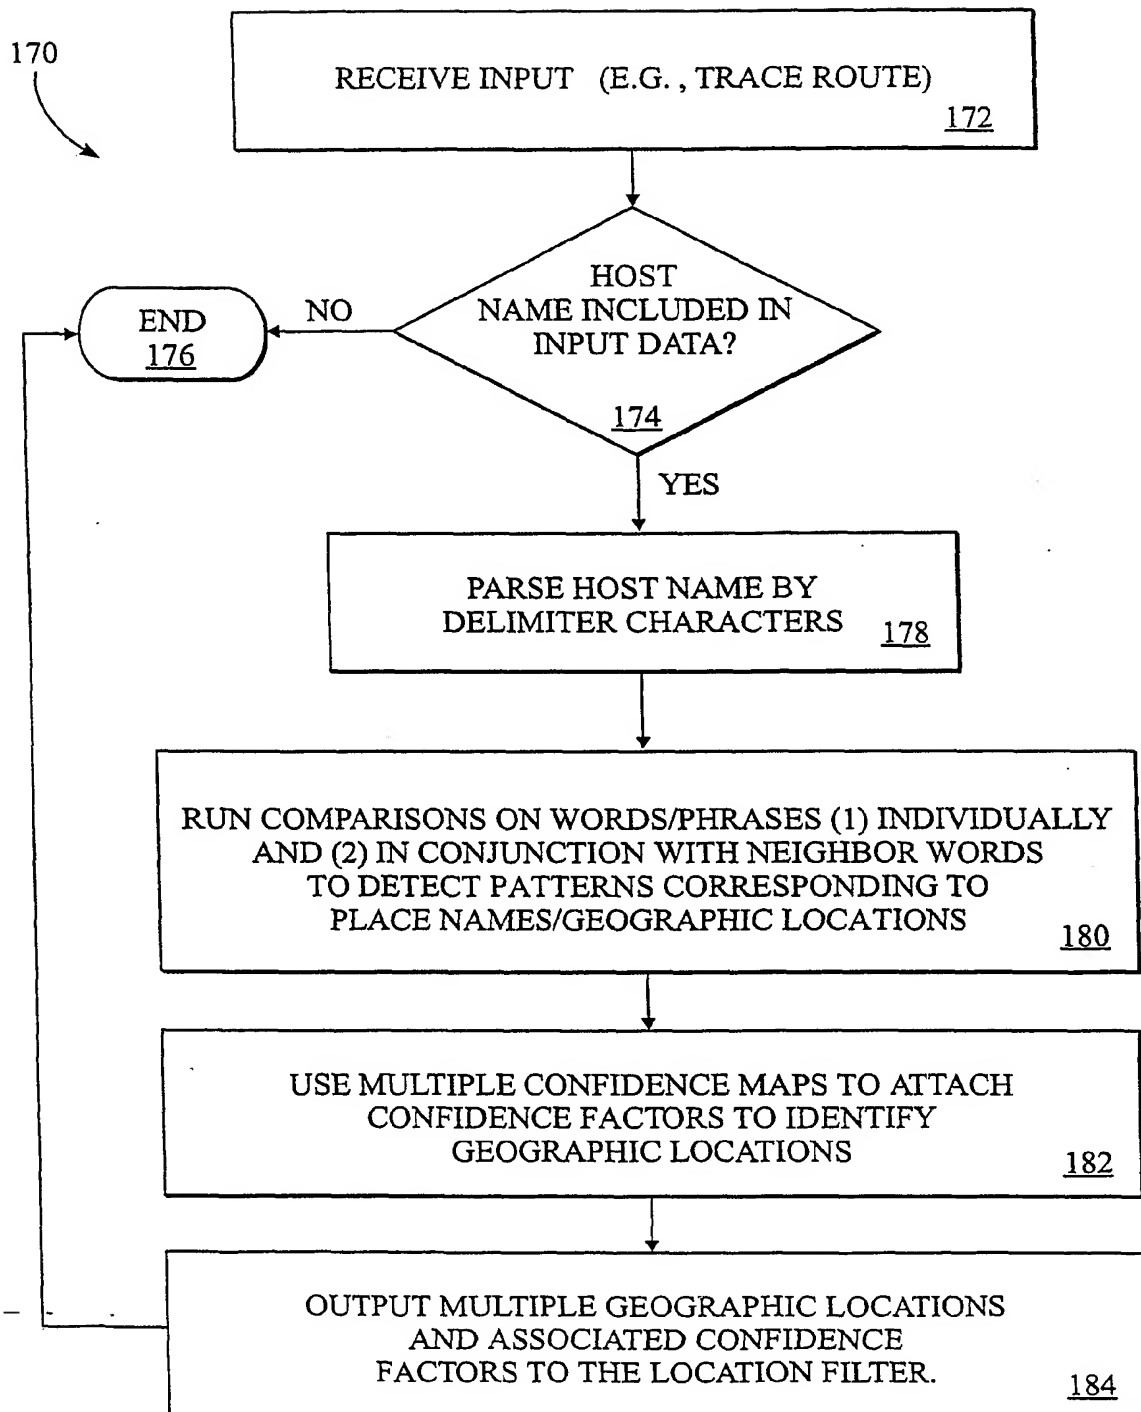 170
RECEIVE INPUT (E.G. , TRACE ROUTE)
172
HOST
NAME INCLUDED IN
INPUT DATA?
174
NO
END
176
YES
PARSE HOST NAME BY
DELIMITER CHARACTERS
178
RUN COMPARISONS ON WORDS/PHRASES (1) INDIVIDUALLY
AND (2) IN CONJUNCTION WITH NEIGHBOR WORDS
TO DETECT PATTERNS CORRESPONDING TO
PLACE NAMES/GEOGRAPHIC LOCATIONS
180
USE MULTIPLE CONFIDENCE MAPS TO ATTACH
CONFIDENCE FACTORS TO IDENTIFY
GEOGRAPHIC LOCATIONS
182
OUTPUT MULTIPLE GEOGRAPHIC LOCATIONS
AND ASSOCIATED CONFIDENCE
FACTORS TO THE LOCATION FILTER.
184